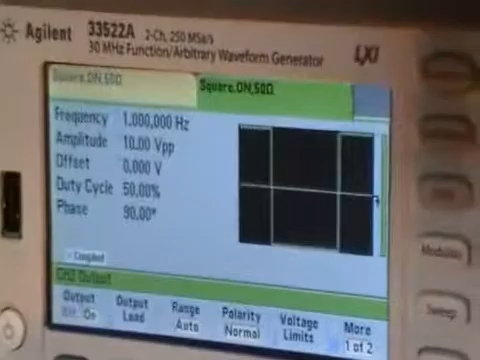 Agilent 33522A 2-Ch, 250 MSa/s
30 MHz Function/Arbitrary Waveform Generator LXI
Square,ON,50Ω Square,ON,50Ω
Frequency 1.000,000 Hz
Amplitude 10.00 Vpp
Offset 0.000 V
Duty Cycle 50.00%
Phase 90.00°
Coupled
CH2 Output
Output Off On
Output Load
Range Auto
Polarity Normal
Voltage Limits
More 1 of 2
Modulate
Sweep